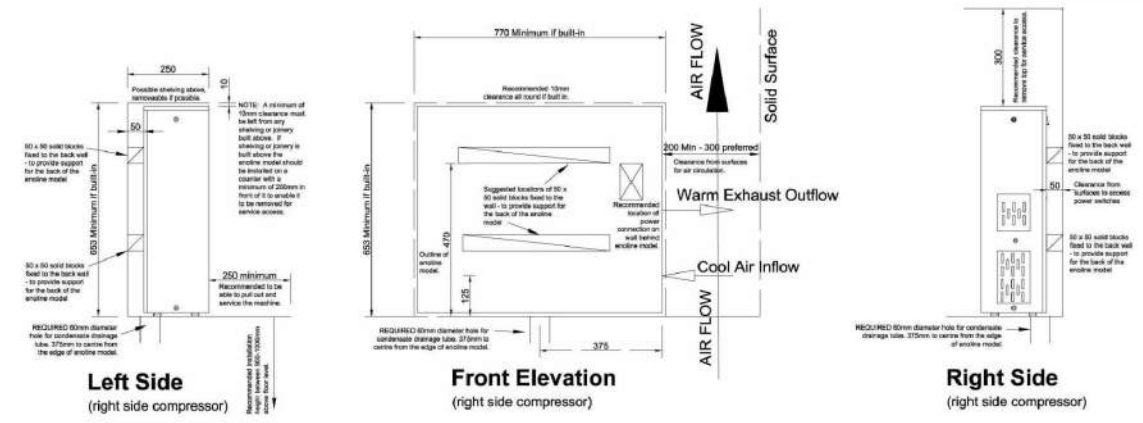 250
Possible shelving above,
removeable if possible.
10
50
NOTE: A minimum of
10mm clearance must
be left from any
shelving or joinery
built above. If
shelving or joinery is
built above the
enoline model should
be installed on a
counter with a
minimum of 250mm in
front of it to enable it
to be removed for
service access.
50 x 50 solid blocks
fixed to the back wall
- to provide support
for the back of the
enoline model
653 Minimum if built-in
50 x 50 solid blocks
fixed to the back wall
- to provide support
for the back of the
enoline model
250 minimum
Recommended to be
able to pull out and
service the machine.
REQUIRED 60mm diameter
hole for condensate drainage
tube. 375mm to centre from
the edge of enoline model.
Recommended installation
height between 900-1000mm
above floor level.
Left Side
(right side compressor)
770 Minimum if built-in
Recommended 10mm
clearance all round if built in.
653 Minimum if built-in
Suggested locations of 50 x
50 solid blocks fixed to the
wall - to provide support for
the back of the enoline
model
Recommended
location of
power
connection on
wall behind
enoline model.
Outline of
enoline
model.
470
125
REQUIRED 60mm diameter hole for
condensate drainage tube. 375mm to
centre from the edge of enoline model.
375
Front Elevation
(right side compressor)
AIR FLOW
Solid Surface
200 Min - 300 preferred
Clearance from surfaces
for air circulation.
Warm Exhaust Outflow
Cool Air Inflow
AIR FLOW
300
Recommended clearance to
remove top for service access.
50 x 50 solid blocks
fixed to the back wall
- to provide support
for the back of the
enoline model
50
Clearance from
surfaces to access
power switches
50 x 50 solid blocks
fixed to the back wall
- to provide support
for the back of the
enoline model
REQUIRED 60mm diameter hole for condensate
drainage tube. 375mm to centre from the edge
of enoline model.
Right Side
(right side compressor)